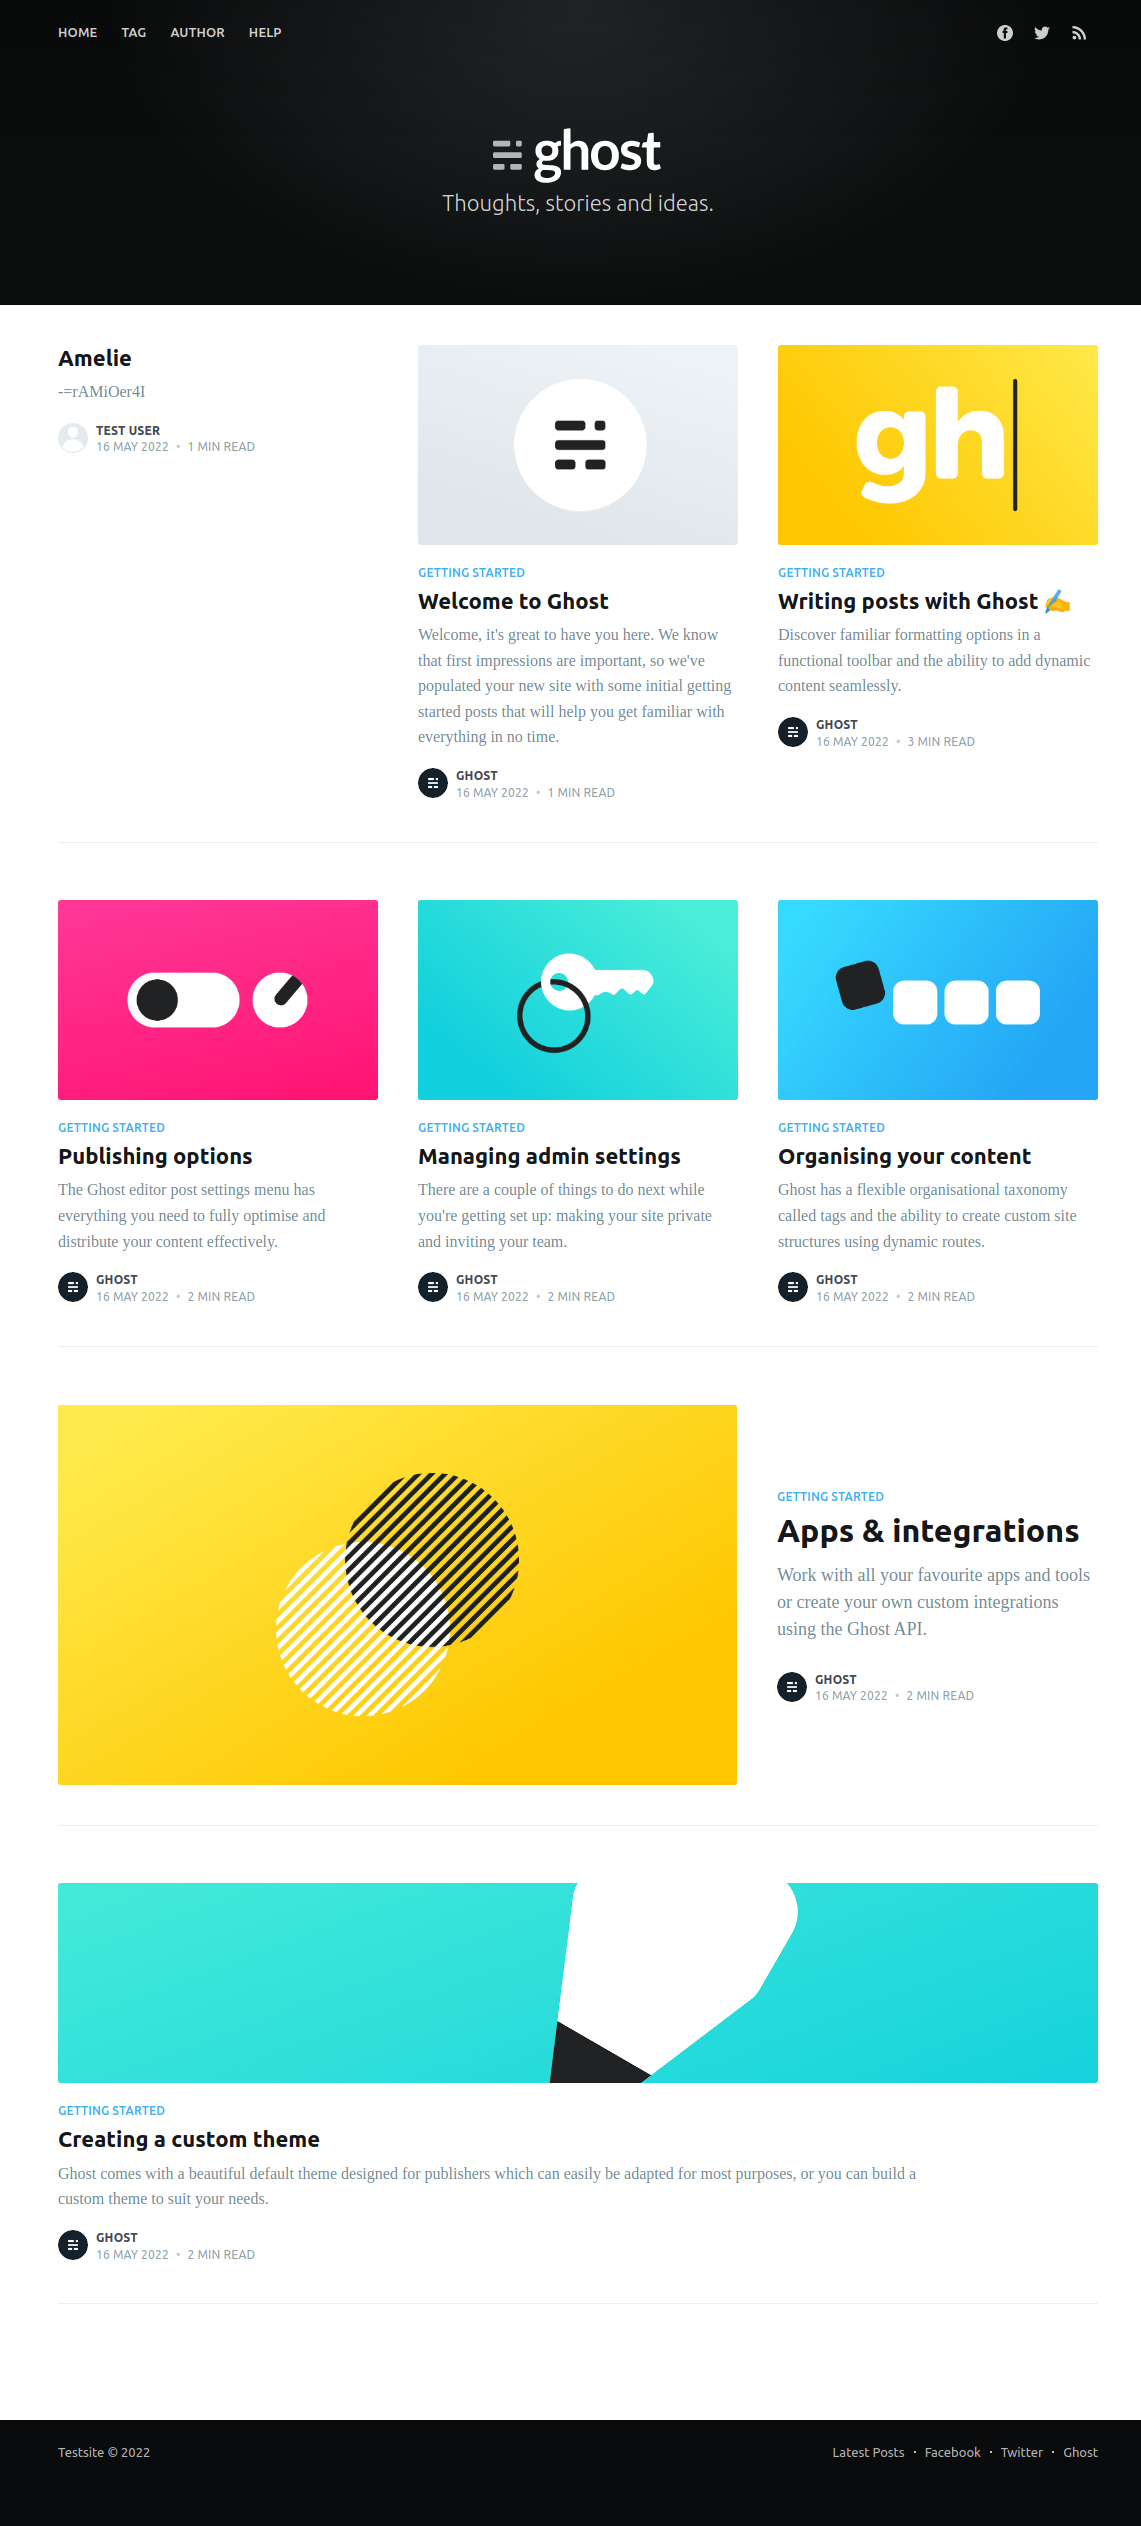 HOME TAG AUTHOR HELP
ghost
Thoughts, stories and ideas.
Amelie
-=rAMiOer4I
TEST USER
16 MAY 2022 • 1 MIN READ
GETTING STARTED
Welcome to Ghost
Welcome, it's great to have you here. We know
that first impressions are important, so we've
populated your new site with some initial getting
started posts that will help you get familiar with
everything in no time.
GHOST
16 MAY 2022 • 1 MIN READ
gh
GETTING STARTED
Writing posts with Ghost ✍️
Discover familiar formatting options in a
functional toolbar and the ability to add dynamic
content seamlessly.
GHOST
16 MAY 2022 • 3 MIN READ
GETTING STARTED
Publishing options
The Ghost editor post settings menu has
everything you need to fully optimise and
distribute your content effectively.
GHOST
16 MAY 2022 • 2 MIN READ
GETTING STARTED
Managing admin settings
There are a couple of things to do next while
you're getting set up: making your site private
and inviting your team.
GHOST
16 MAY 2022 • 2 MIN READ
GETTING STARTED
Organising your content
Ghost has a flexible organisational taxonomy
called tags and the ability to create custom site
structures using dynamic routes.
GHOST
16 MAY 2022 • 2 MIN READ
GETTING STARTED
Apps & integrations
Work with all your favourite apps and tools
or create your own custom integrations
using the Ghost API.
GHOST
16 MAY 2022 • 2 MIN READ
GETTING STARTED
Creating a custom theme
Ghost comes with a beautiful default theme designed for publishers which can easily be adapted for most purposes, or you can build a
custom theme to suit your needs.
GHOST
16 MAY 2022 • 2 MIN READ
Testsite © 2022
Latest Posts · Facebook · Twitter · Ghost